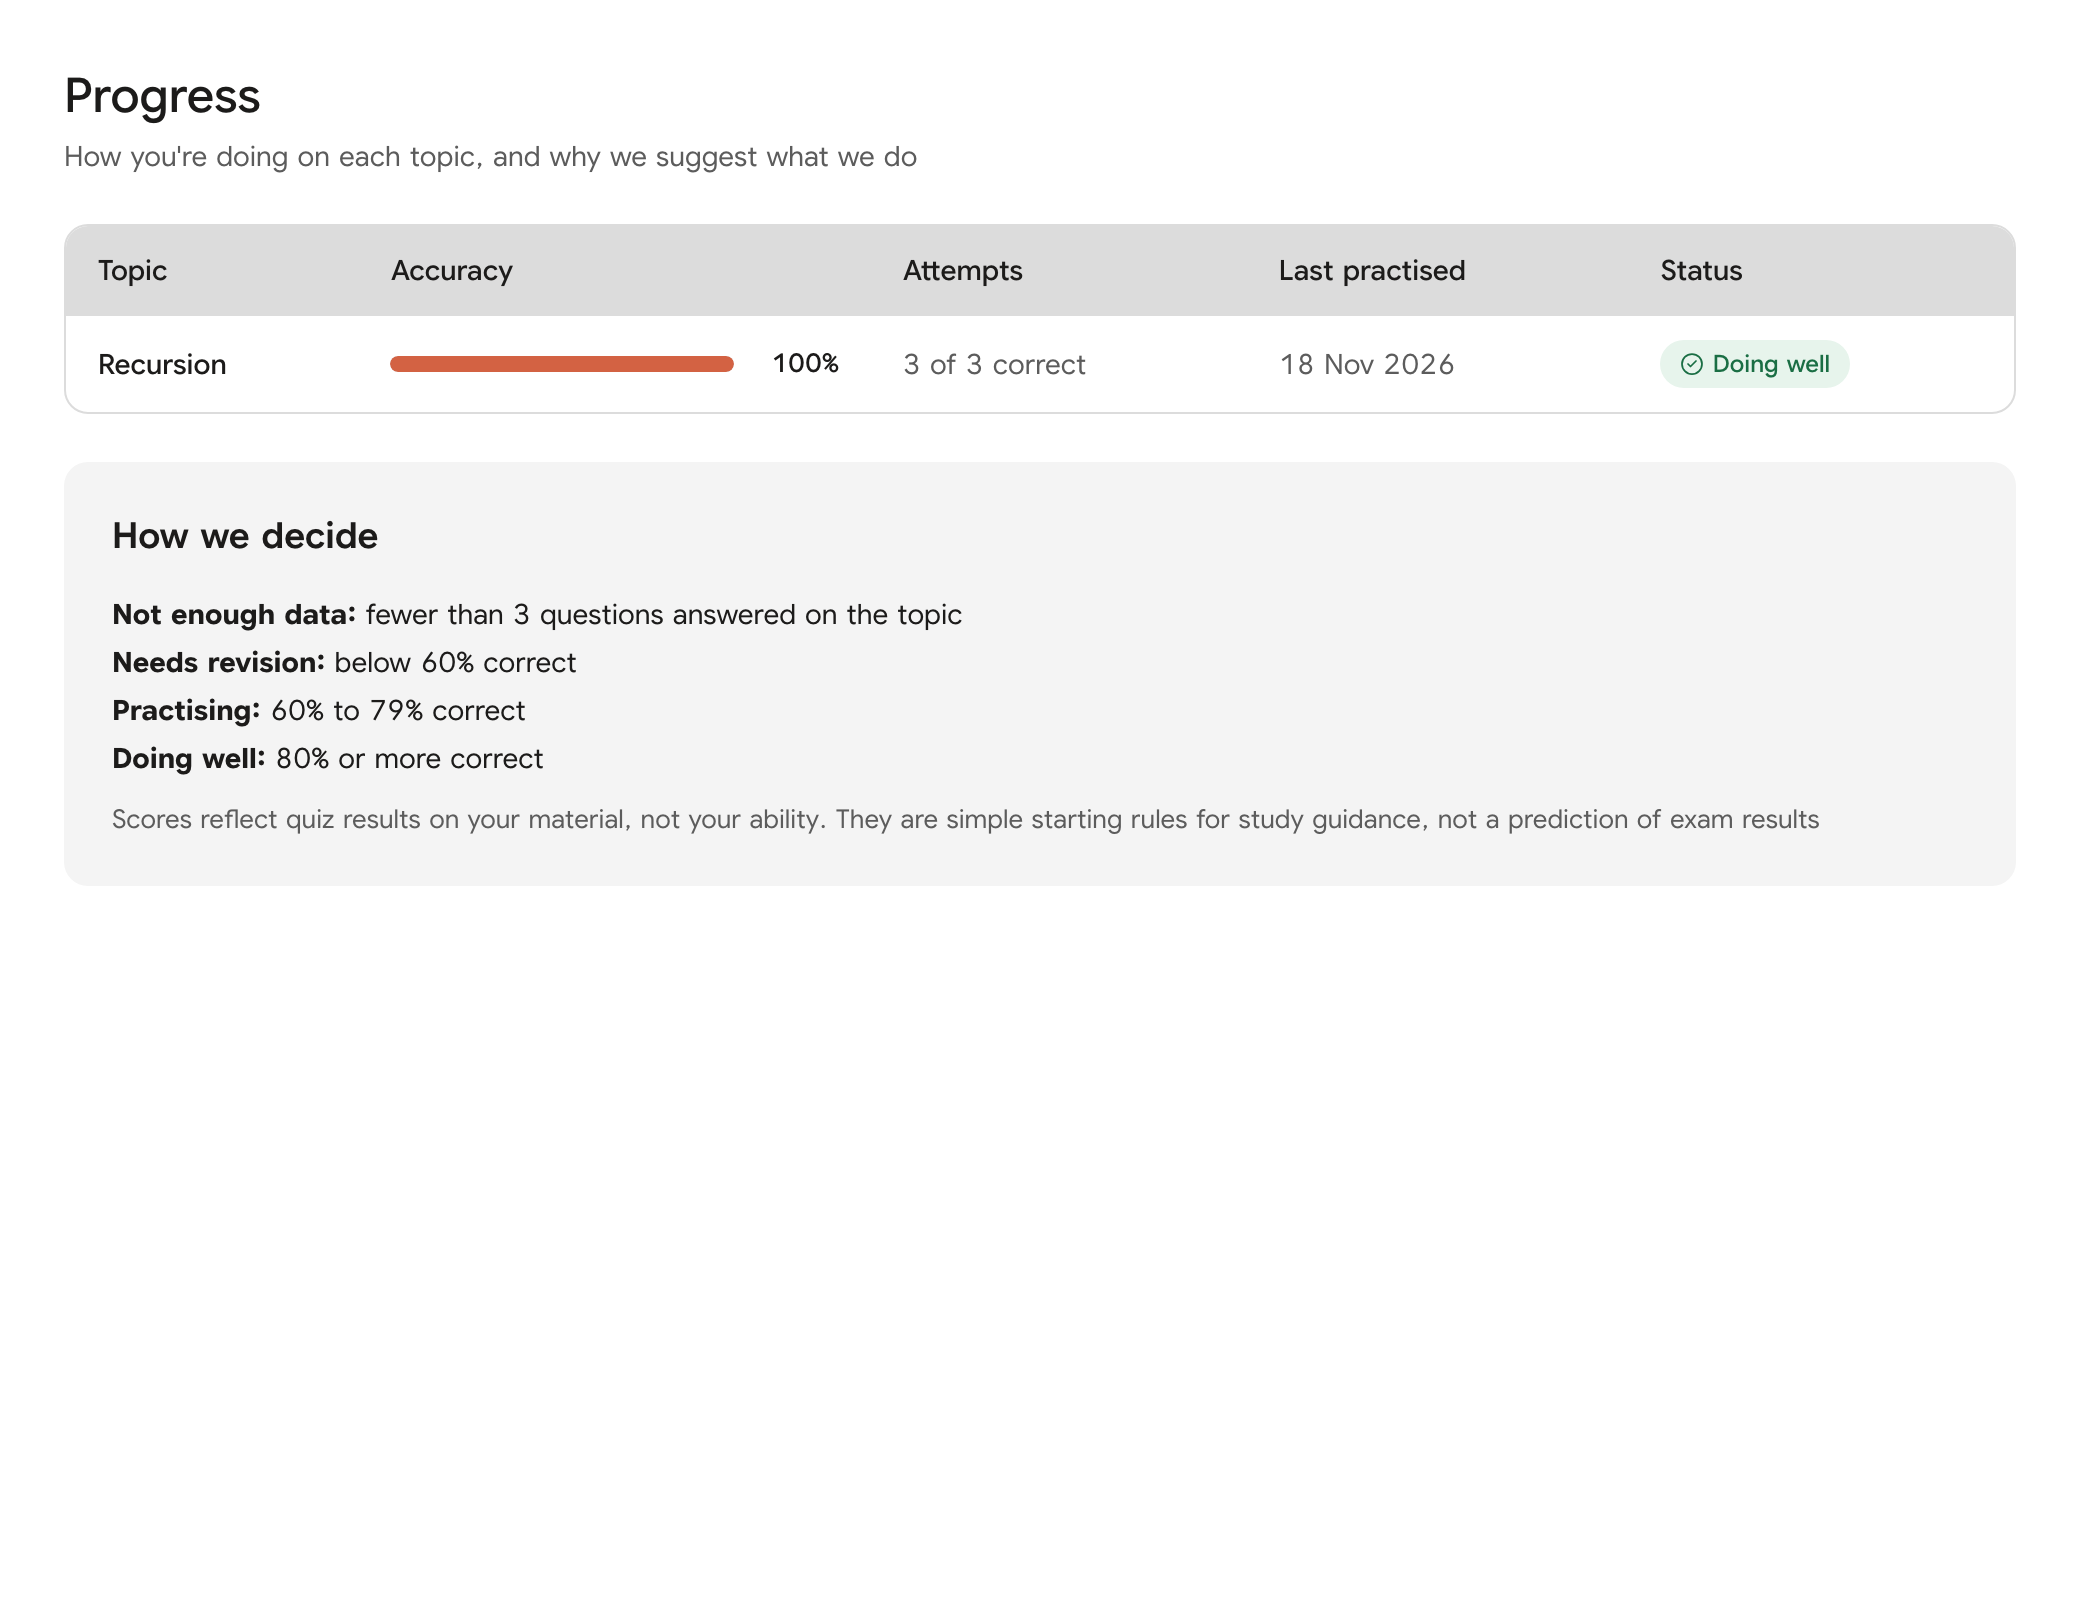 Progress
How you're doing on each topic, and why we suggest what we do
Topic Accuracy Attempts Last practised Status
Recursion 100% 3 of 3 correct 18 Nov 2026 Doing well
How we decide
Not enough data: fewer than 3 questions answered on the topic
Needs revision: below 60% correct
Practising: 60% to 79% correct
Doing well: 80% or more correct
Scores reflect quiz results on your material, not your ability. They are simple starting rules for study guidance, not a prediction of exam results